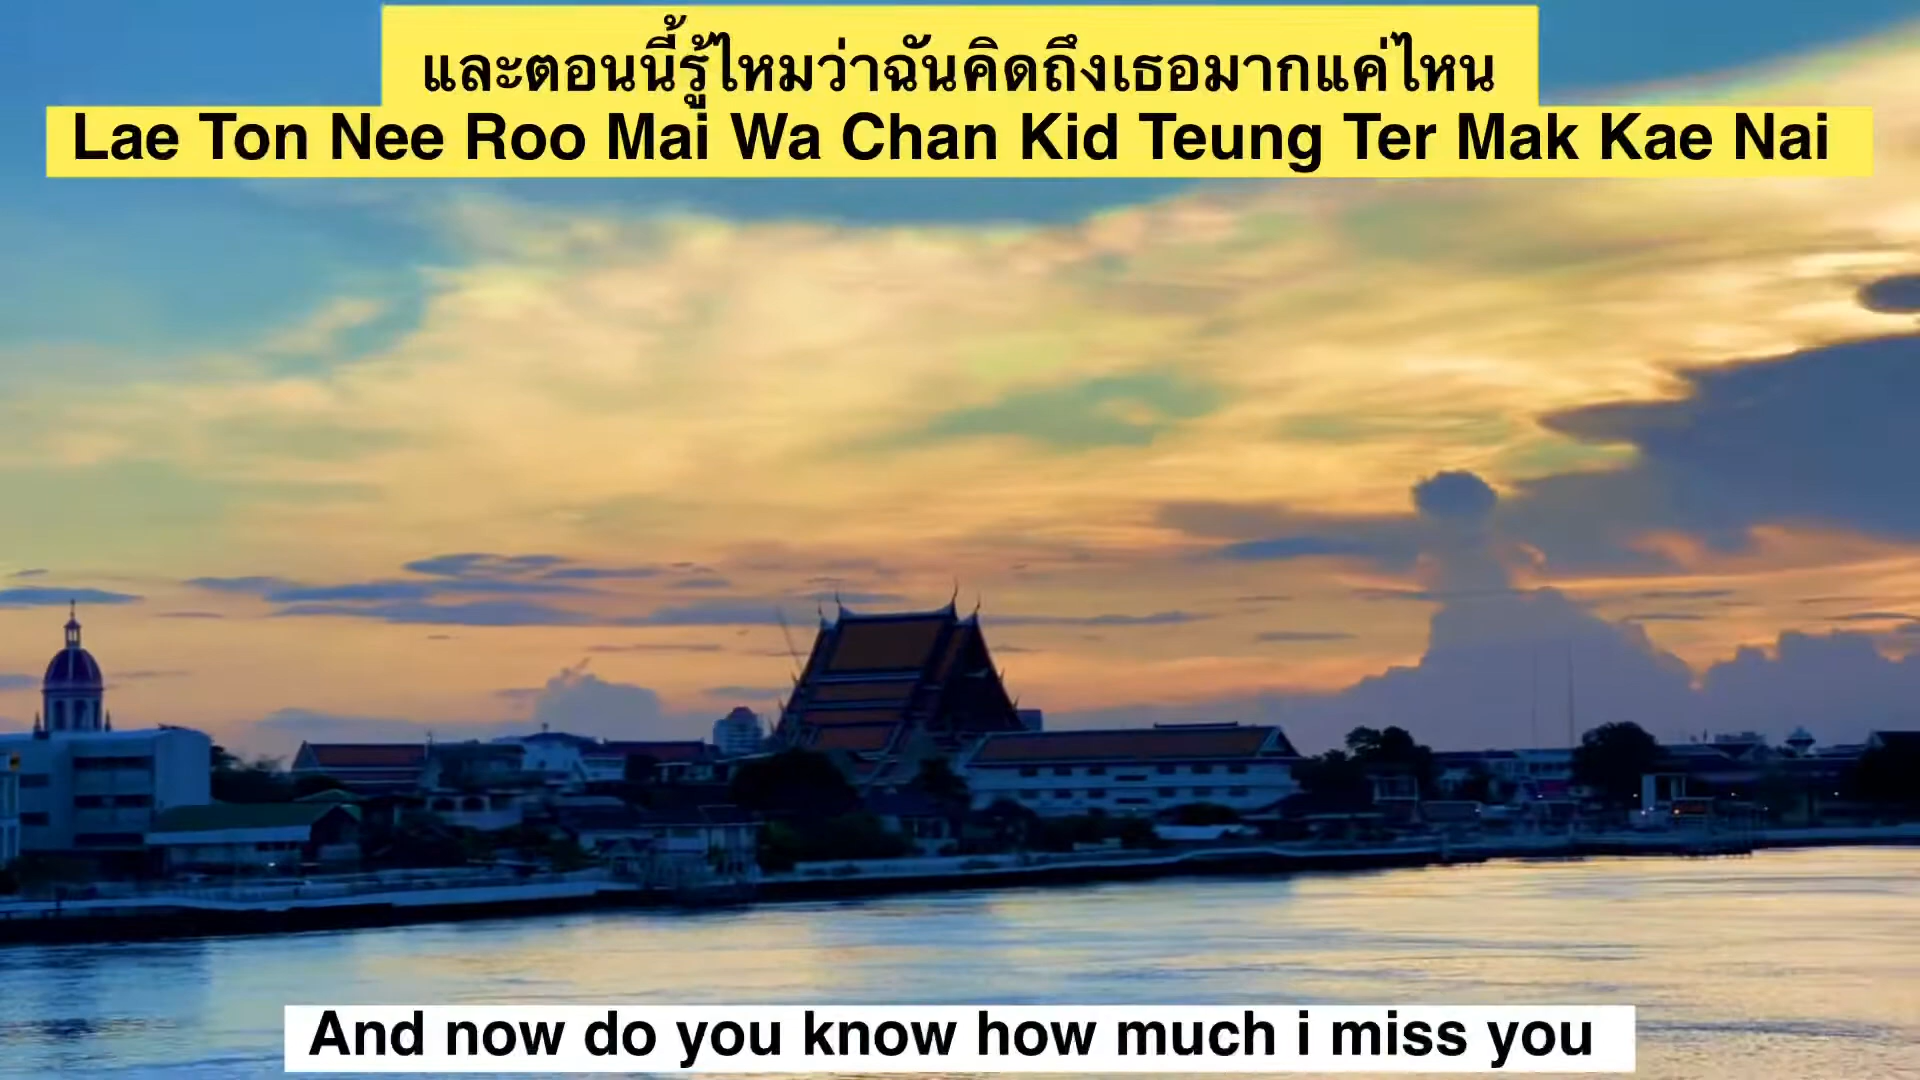 และตอนนี้รู้ไหมว่าฉันคิดถึงเธอมากแค่ไหน
Lae Ton Nee Roo Mai Wa Chan Kid Teung Ter Mak Kae Nai
And now do you know how much i miss you